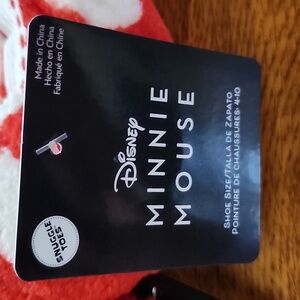 Made in China
Hecho en China
Fabriqué en Chine
Disney
MINNIE
MOUSE
SHOE SIZE/TALLA DE ZAPATO
POINTURE DE CHAUSSURES: 4-10
SNUGGLE
TOES